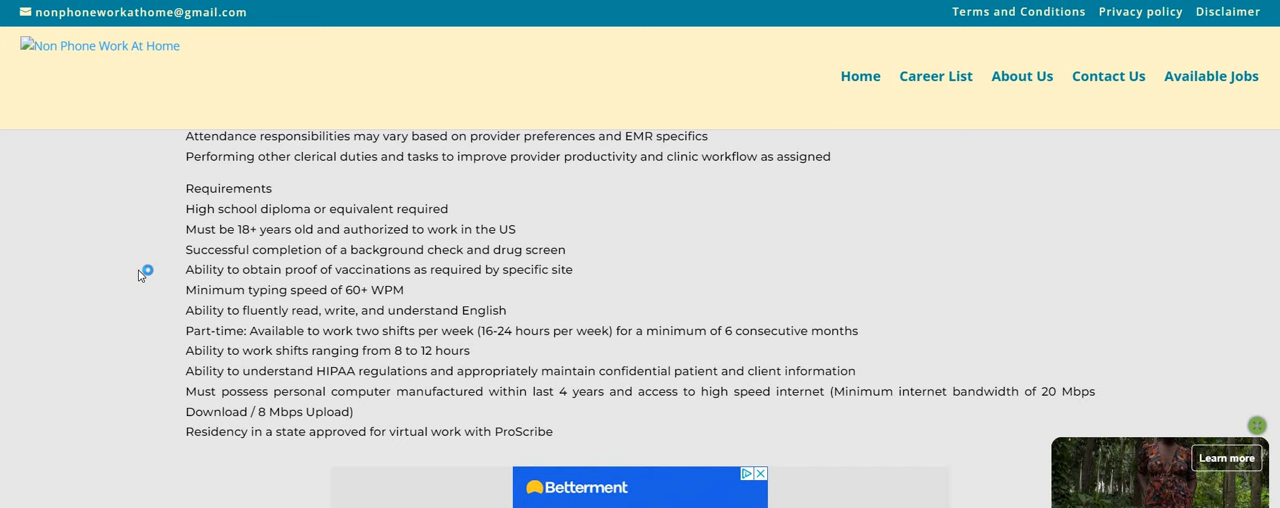 nonphoneworkathome@gmail.com
Terms and Conditions Privacy policy Disclaimer
Non Phone Work At Home
Home Career List About Us Contact Us Available Jobs
Attendance responsibilities may vary based on provider preferences and EMR specifics
Performing other clerical duties and tasks to improve provider productivity and clinic workflow as assigned
Requirements
High school diploma or equivalent required
Must be 18+ years old and authorized to work in the US
Successful completion of a background check and drug screen
Ability to obtain proof of vaccinations as required by specific site
Minimum typing speed of 60+ WPM
Ability to fluently read, write, and understand English
Part-time: Available to work two shifts per week (16-24 hours per week) for a minimum of 6 consecutive months
Ability to work shifts ranging from 8 to 12 hours
Ability to understand HIPAA regulations and appropriately maintain confidential patient and client information
Must possess personal computer manufactured within last 4 years and access to high speed internet (Minimum internet bandwidth of 20 Mbps
Download / 8 Mbps Upload)
Residency in a state approved for virtual work with ProScribe
Learn more
Betterment